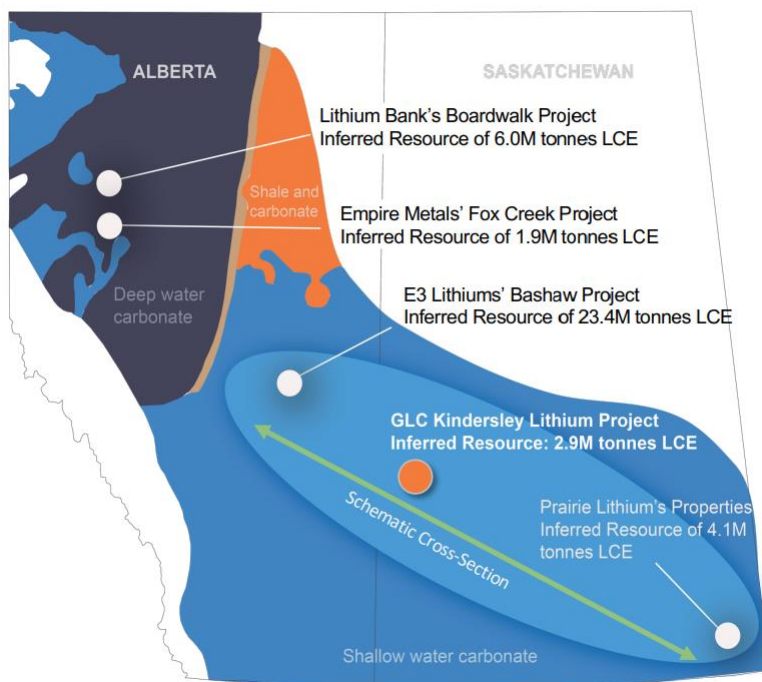 ALBERTA
SASKATCHEWAN
Lithium Bank's Boardwalk Project
Inferred Resource of 6.0M tonnes LCE
Shale and
carbonate
Empire Metals' Fox Creek Project
Inferred Resource of 1.9M tonnes LCE
Deep water
carbonate
E3 Lithiums' Bashaw Project
Inferred Resource of 23.4M tonnes LCE
GLC Kindersley Lithium Project
Inferred Resource: 2.9M tonnes LCE
Schematic Cross-Section
Prairie Lithium's Properties
Inferred Resource of 4.1M
tonnes LCE
Shallow water carbonate